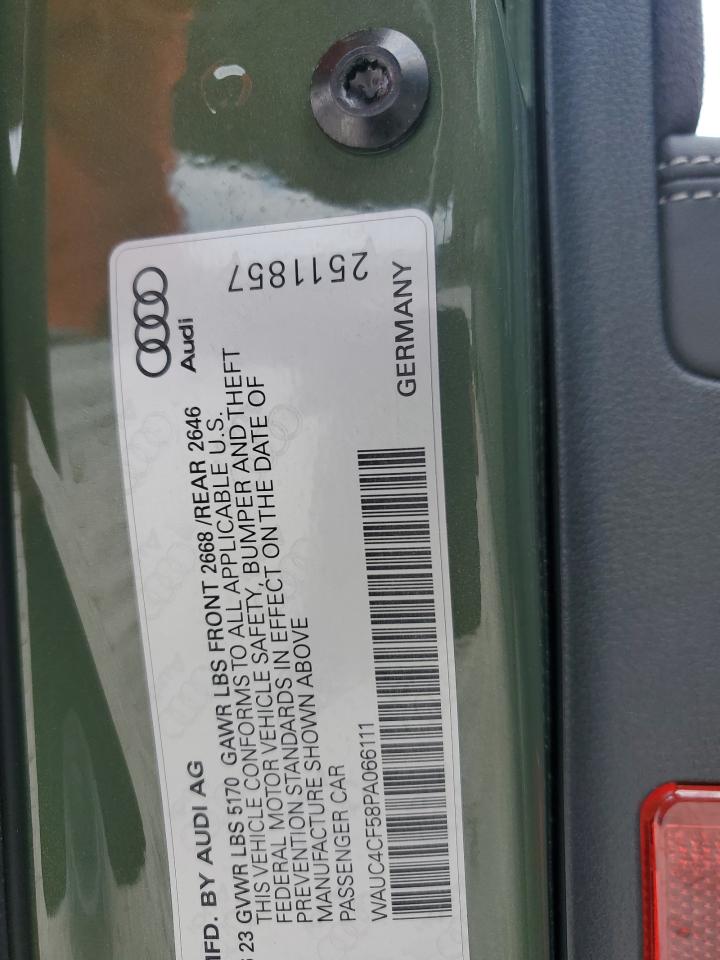 Audi
2511857
MFD. BY AUDI AG
23 GVWR LBS 5170 GAWR LBS FRONT 2668 /REAR 2646
THIS VEHICLE CONFORMS TO ALL APPLICABLE U.S.
FEDERAL MOTOR VEHICLE SAFETY, BUMPER AND THEFT
PREVENTION STANDARDS IN EFFECT ON THE DATE OF
MANUFACTURE SHOWN ABOVE
PASSENGER CAR
WAUC4CF58PA066111
GERMANY